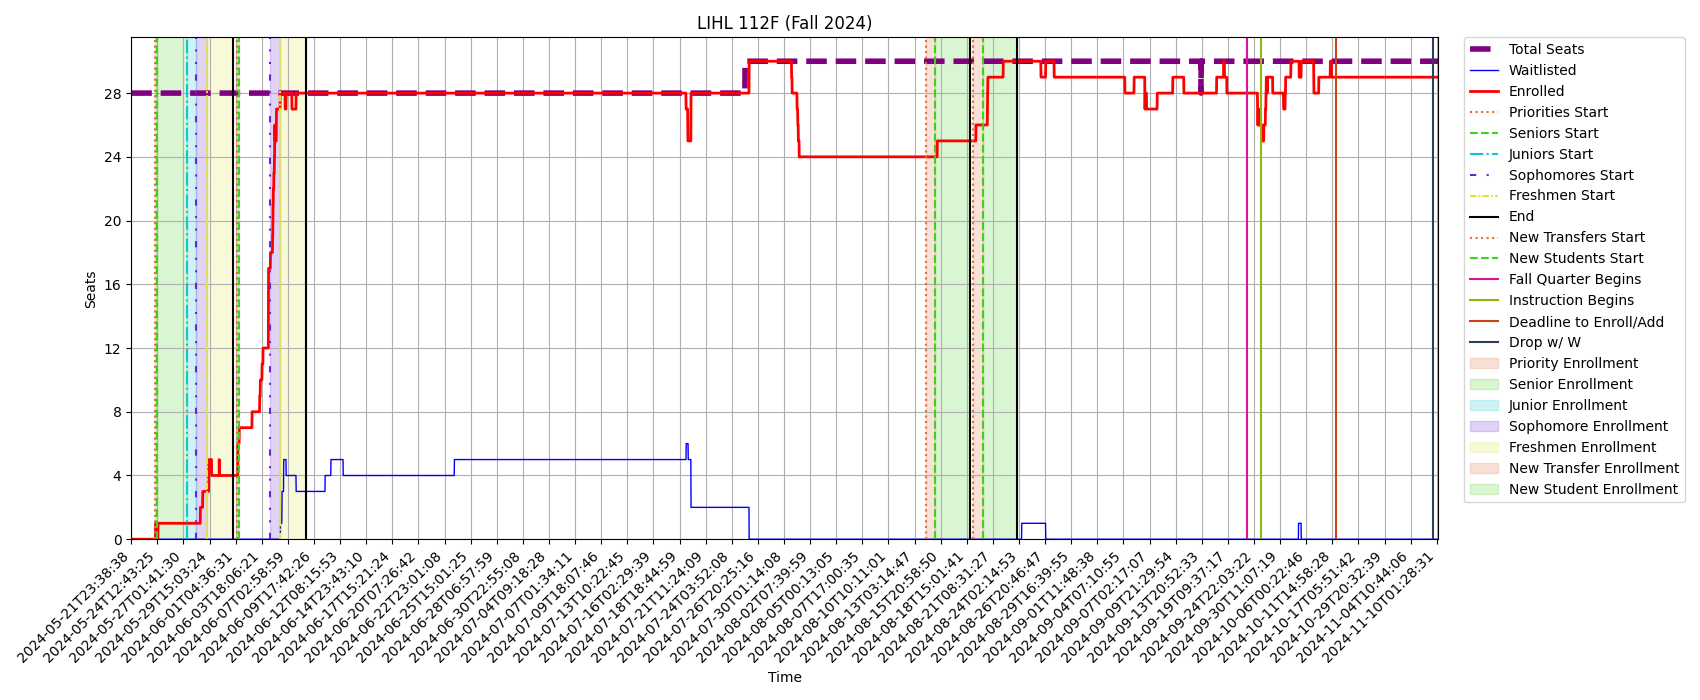 LIHL 112F (Fall 2024)
Seats
28
24
20
16
12
8
4
0
Total Seats
Waitlisted
Enrolled
Priorities Start
Seniors Start
Juniors Start
Sophomores Start
Freshmen Start
End
New Transfers Start
New Students Start
Fall Quarter Begins
Instruction Begins
Deadline to Enroll/Add
Drop w/ W
Priority Enrollment
Senior Enrollment
Junior Enrollment
Sophomore Enrollment
Freshmen Enrollment
New Transfer Enrollment
New Student Enrollment
2024-05-21T23:38:38
2024-05-24T12:43:25
2024-05-27T01:41:30
2024-05-29T15:03:24
2024-06-01T04:36:31
2024-06-03T18:06:21
2024-06-07T02:58:59
2024-06-09T17:42:26
2024-06-12T08:15:53
2024-06-14T23:43:10
2024-06-17T15:21:24
2024-06-20T07:26:42
2024-06-22T23:01:08
2024-06-25T15:01:25
2024-06-28T06:57:59
2024-06-30T22:55:08
2024-07-04T09:18:28
2024-07-07T01:34:11
2024-07-09T18:07:46
2024-07-13T10:22:45
2024-07-16T02:29:39
2024-07-18T18:44:59
2024-07-21T11:24:09
2024-07-24T03:52:08
2024-07-26T20:25:16
2024-07-30T01:14:08
2024-08-02T07:39:59
2024-08-05T00:13:05
2024-08-07T17:00:35
2024-08-10T10:11:01
2024-08-13T03:14:47
2024-08-15T20:58:50
2024-08-18T15:01:41
2024-08-21T08:31:27
2024-08-24T02:14:53
2024-08-26T20:46:47
2024-08-29T16:39:55
2024-09-01T11:48:38
2024-09-04T07:10:55
2024-09-07T02:17:07
2024-09-09T21:29:54
2024-09-13T20:52:33
2024-09-19T09:37:17
2024-09-24T22:03:22
2024-09-30T11:07:19
2024-10-06T00:22:46
2024-10-11T14:58:28
2024-10-17T05:51:42
2024-10-29T20:32:39
2024-11-04T10:44:06
2024-11-10T01:28:31
Time